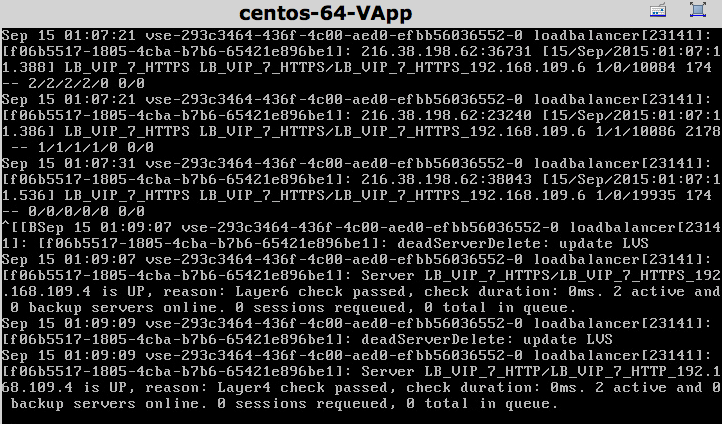 centos-64-VApp
Sep 15 01:07:21 vse-293c3464-436f-4c00-aed0-efbb56036552-0 loadbalancer[23141]:
[f06b5517-1805-4cba-b7b6-65421e896be1]: 216.38.198.62:36731 [15/Sep/2015:01:07:1
1.388] LB_VIP_7_HTTPS LB_VIP_7_HTTPS/LB_VIP_7_HTTPS_192.168.109.6 1/0/10084 174
-- 2/2/2/2/0 0/0
Sep 15 01:07:21 vse-293c3464-436f-4c00-aed0-efbb56036552-0 loadbalancer[23141]:
[f06b5517-1805-4cba-b7b6-65421e896be1]: 216.38.198.62:23240 [15/Sep/2015:01:07:1
1.386] LB_VIP_7_HTTPS LB_VIP_7_HTTPS/LB_VIP_7_HTTPS_192.168.109.6 1/1/10086 2178
 -- 1/1/1/1/0 0/0
Sep 15 01:07:31 vse-293c3464-436f-4c00-aed0-efbb56036552-0 loadbalancer[23141]:
[f06b5517-1805-4cba-b7b6-65421e896be1]: 216.38.198.62:38043 [15/Sep/2015:01:07:1
1.536] LB_VIP_7_HTTPS LB_VIP_7_HTTPS/LB_VIP_7_HTTPS_192.168.109.6 1/0/19935 174
-- 0/0/0/0/0 0/0
^[[BSep 15 01:09:07 vse-293c3464-436f-4c00-aed0-efbb56036552-0 loadbalancer[2314
1]: [f06b5517-1805-4cba-b7b6-65421e896be1]: deadServerDelete: update LVS
Sep 15 01:09:07 vse-293c3464-436f-4c00-aed0-efbb56036552-0 loadbalancer[23141]:
[f06b5517-1805-4cba-b7b6-65421e896be1]: Server LB_VIP_7_HTTPS/LB_VIP_7_HTTPS_192
.168.109.4 is UP, reason: Layer6 check passed, check duration: 0ms. 2 active and
 0 backup servers online. 0 sessions requeued, 0 total in queue.
Sep 15 01:09:09 vse-293c3464-436f-4c00-aed0-efbb56036552-0 loadbalancer[23141]:
[f06b5517-1805-4cba-b7b6-65421e896be1]: deadServerDelete: update LVS
Sep 15 01:09:09 vse-293c3464-436f-4c00-aed0-efbb56036552-0 loadbalancer[23141]:
[f06b5517-1805-4cba-b7b6-65421e896be1]: Server LB_VIP_7_HTTP/LB_VIP_7_HTTP_192.1
68.109.4 is UP, reason: Layer4 check passed, check duration: 0ms. 2 active and 0
 backup servers online. 0 sessions requeued, 0 total in queue.